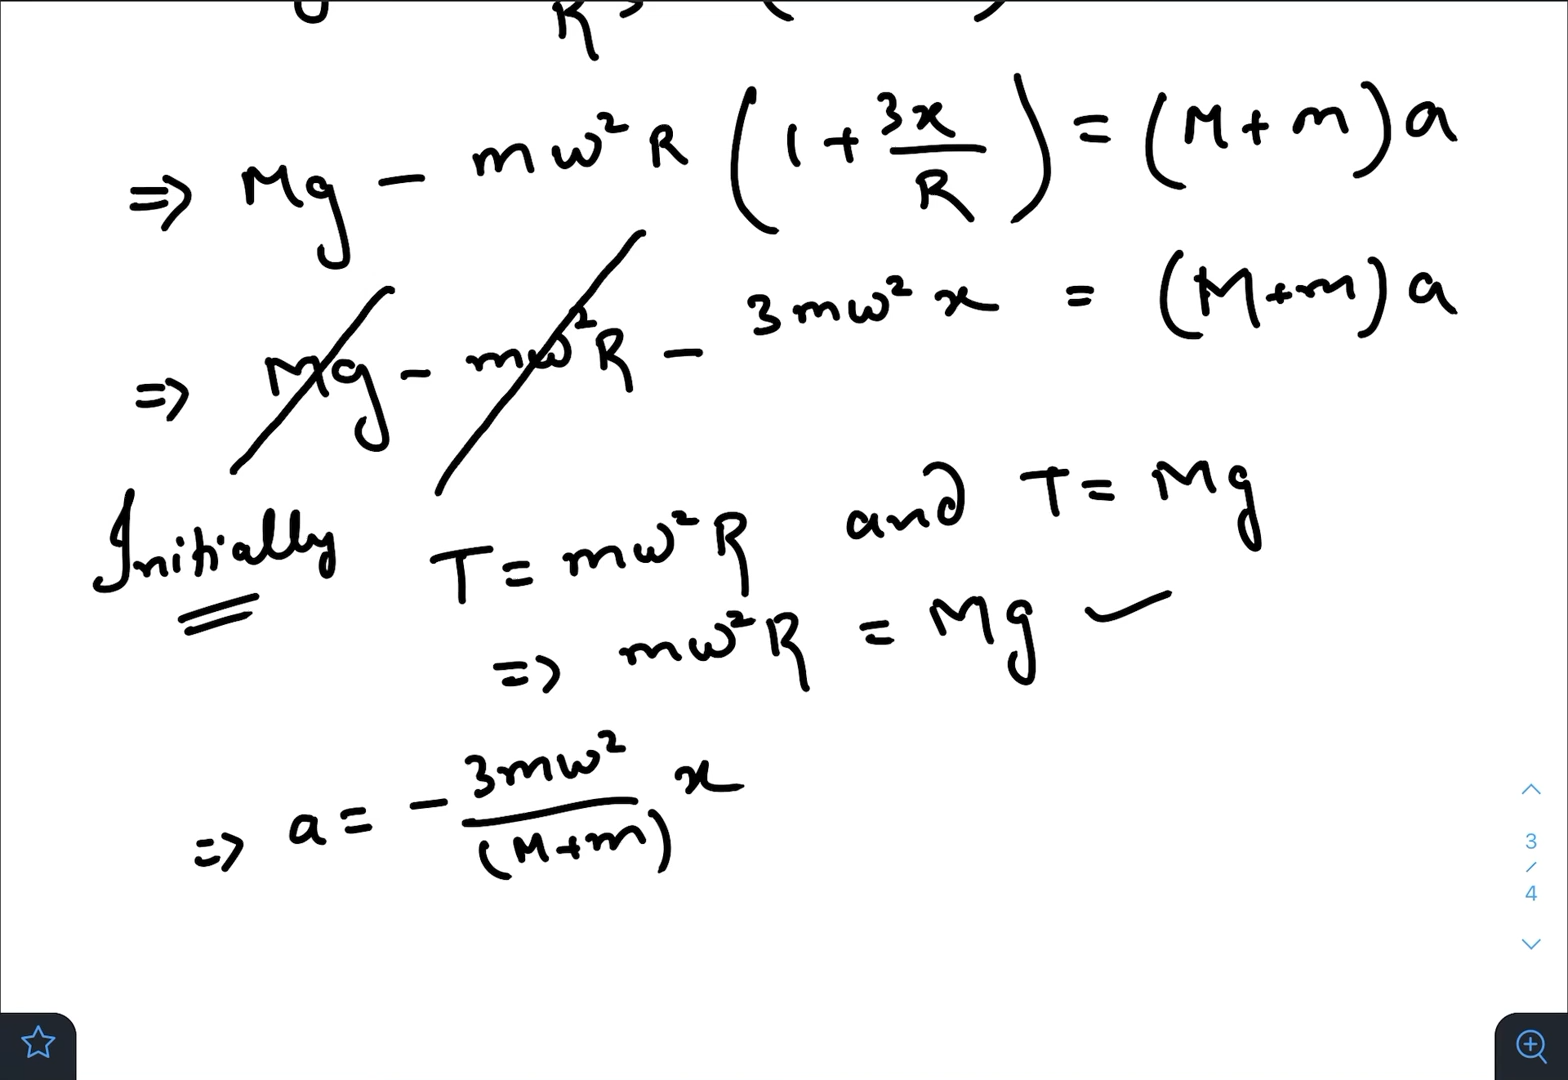 => Mg - mω²R (1 + 3x/R) = (M+m)a
=> Mg - mω²R - 3mω²x = (M+m)a
Initially T = mω²R and T = Mg
=> mω²R = Mg ✓
=> a = - 3mω²/(M+m) x
3
/
4